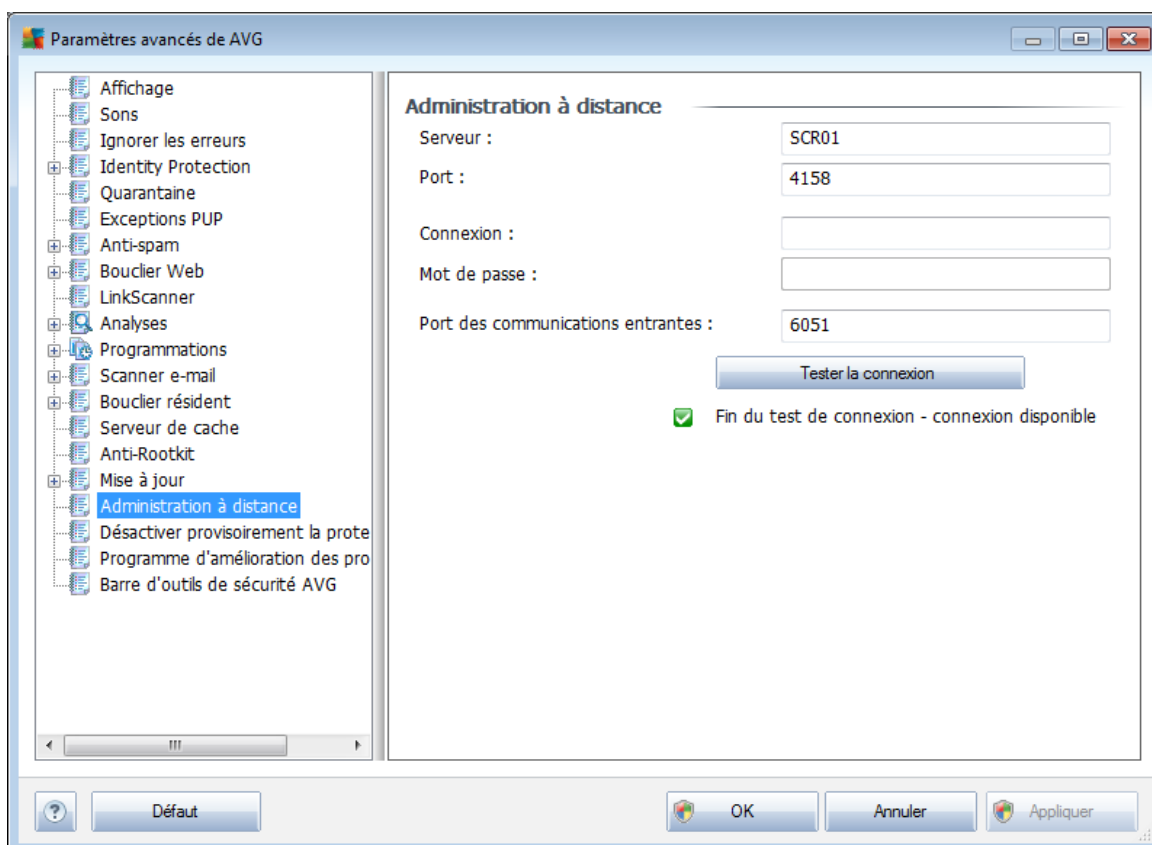 Paramètres avancés de AVG
Affichage
Sons
Ignorer les erreurs
Identity Protection
Quarantaine
Exceptions PUP
Anti-spam
Bouclier Web
LinkScanner
Analyses
Programmations
Scanner e-mail
Bouclier résident
Serveur de cache
Anti-Rootkit
Mise à jour
Administration à distance
Désactiver provisoirement la prote
Programme d'amélioration des pro
Barre d'outils de sécurité AVG
Administration à distance
Serveur : SCR01
Port : 4158
Connexion :
Mot de passe :
Port des communications entrantes : 6051
Tester la connexion
Fin du test de connexion - connexion disponible
? Défaut OK Annuler Appliquer